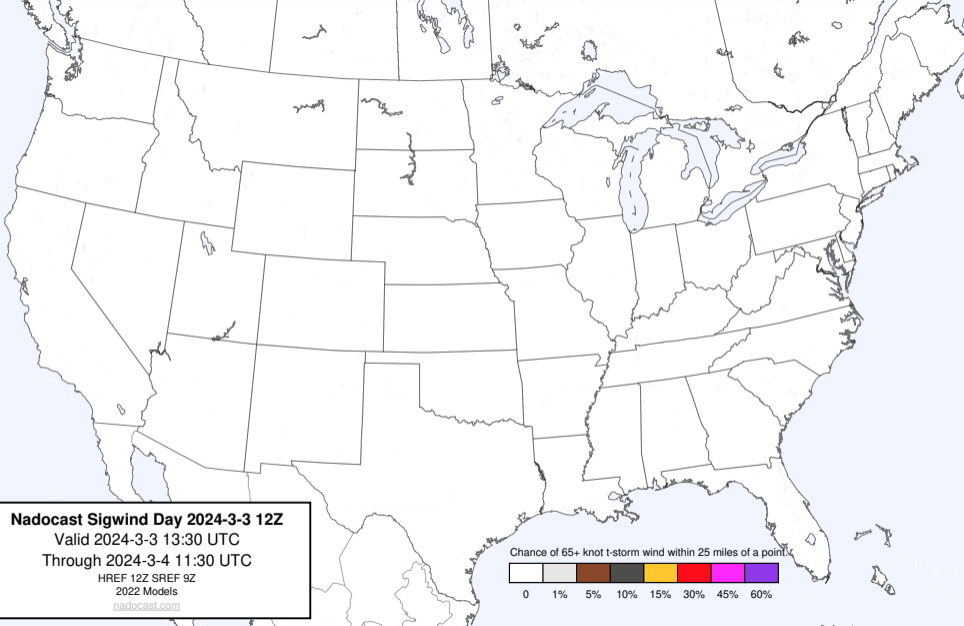 Nadocast Sigwind Day 2024-3-3 12Z
Valid 2024-3-3 13:30 UTC
Through 2024-3-4 11:30 UTC
HREF 12Z SREF 9Z
2022 Models
nadocast.com
Chance of 65+ knot t-storm wind within 25 miles of a point.
0 1% 5% 10% 15% 30% 45% 60%